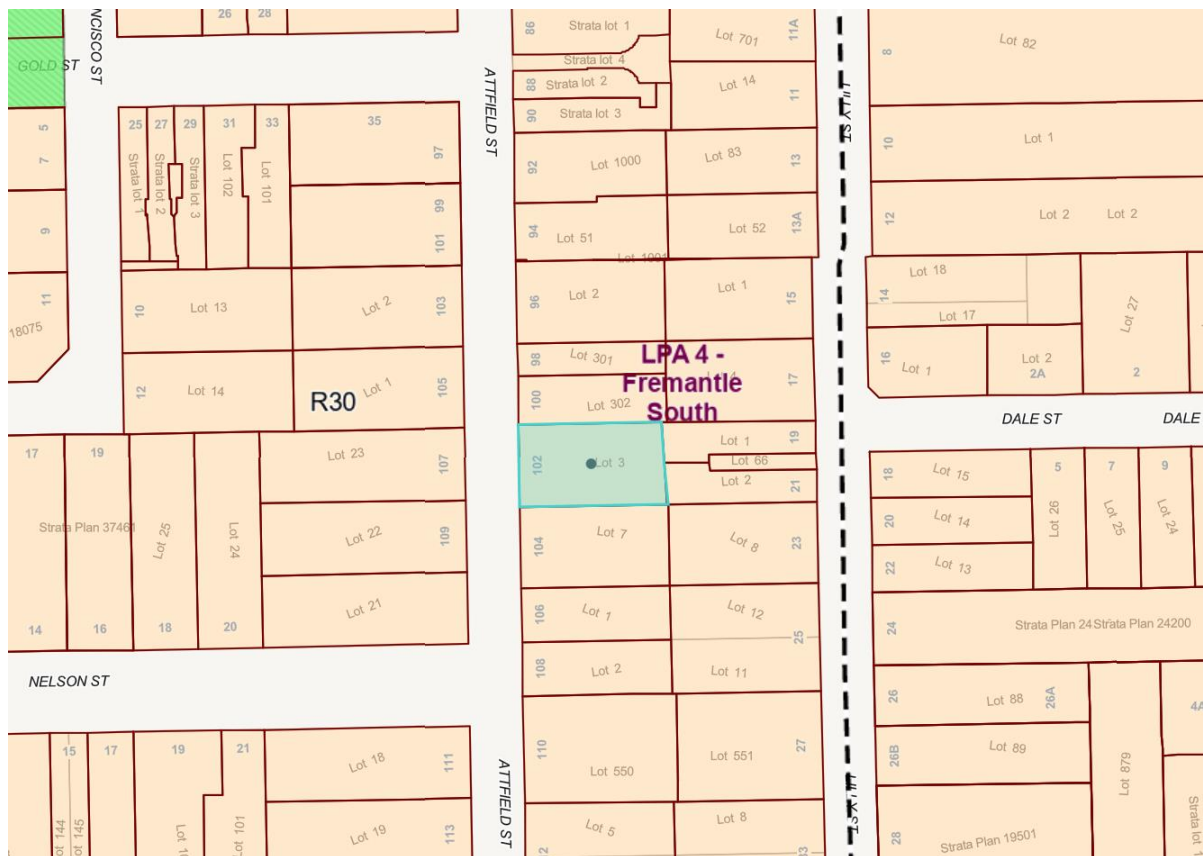 26
28
GOLD ST
NCISCO ST
5
7
9
11
18075
25
27
29
31
33
35
Strata lot 1
Strata lot 2
Strata lot 3
Lot 102
Lot 101
97
99
101
10
Lot 13
Lot 2
103
12
Lot 14
Lot 1
105
R30
17
19
Lot 23
107
Strata Plan 37461
Lot 25
Lot 24
Lot 22
109
Lot 21
14
16
18
20
NELSON ST
15
17
19
21
Lot 18
111
Lot 19
113
ot 144
ot 145
ATTFIELD ST
ATTFIELD ST
86
Strata lot 1
Strata lot 4
88
Strata lot 2
90
Strata lot 3
Lot 701
11A
Lot 14
11
92
Lot 1000
Lot 83
13
94
Lot 51
Lot 52
13A
Lot 1001
96
Lot 2
Lot 1
15
98
Lot 301
LPA 4 -
Fremantle
South
17
100
Lot 302
102
Lot 3
Lot 1
19
Lot 66
Lot 2
21
104
Lot 7
Lot 8
23
106
Lot 1
Lot 12
25
108
Lot 2
Lot 11
110
Lot 550
Lot 551
27
Lot 5
Lot 8
8
Lot 82
10
Lot 1
12
Lot 2
Lot 2
14
Lot 18
Lot 17
Lot 27
16
Lot 1
Lot 2
2A
2
DALE ST
DALE
18
Lot 15
5
7
9
20
Lot 14
Lot 26
Lot 25
Lot 24
22
Lot 13
24
Strata Plan 24
Strata Plan 24200
26
Lot 88
26A
4A
26B
Lot 89
Lot 879
28
Strata Plan 19501